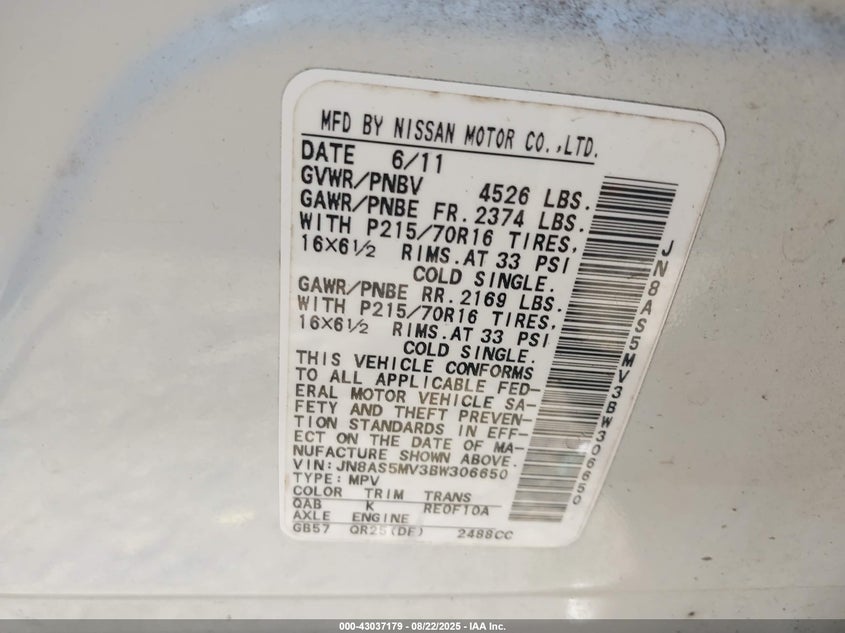 MFD BY NISSAN MOTOR CO.,LTD.
DATE 6/11
GVWR/PNBV 4526 LBS.
GAWR/PNBE FR. 2374 LBS.
WITH P215/70R16 TIRES,
16X6½ RIMS. AT 33 PSI
COLD SINGLE.
GAWR/PNBE RR. 2169 LBS.
WITH P215/70R16 TIRES,
16X6½ RIMS. AT 33 PSI
COLD SINGLE.
THIS VEHICLE CONFORMS
TO ALL APPLICABLE FED-
ERAL MOTOR VEHICLE SA-
FETY AND THEFT PREVEN-
TION STANDARDS IN EFF-
ECT ON THE DATE OF MA-
NUFACTURE SHOWN ABOVE.
VIN:JN8AS5MV3BW306650
TYPE: MPV
COLOR TRIM TRANS
QAB K RE0F10A
AXLE ENGINE
GB57 QR25(DE) 2488CC
JN8AS5MV3BW306650
000-43037179 - 08/22/2025 - IAA Inc.